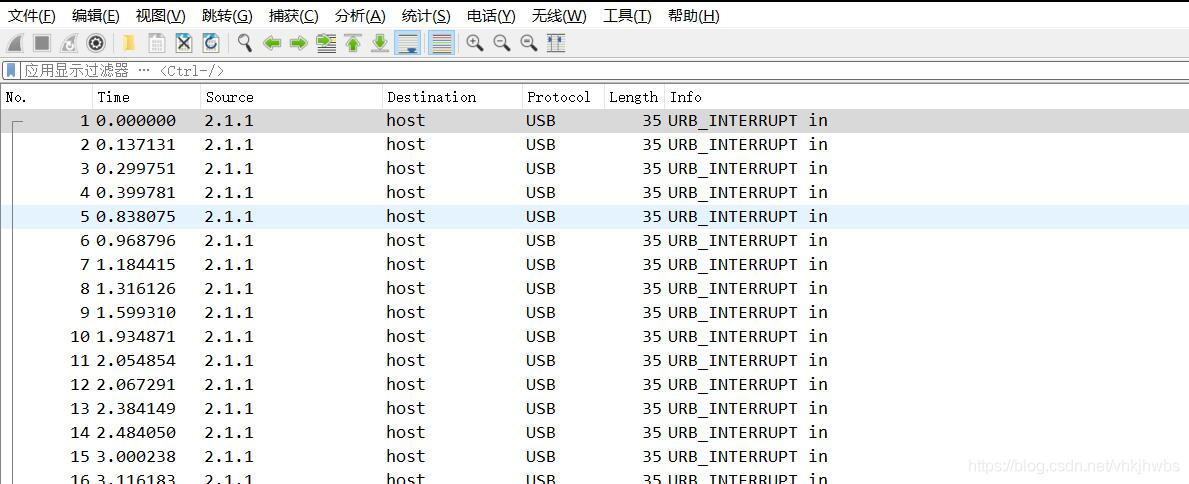 文件(F) 编辑(E) 视图(V) 跳转(G) 捕获(C) 分析(A) 统计(S) 电话(Y) 无线(W) 工具(T) 帮助(H)
应用显示过滤器 … <Ctrl-/>
No. Time Source Destination Protocol Length Info
1 0.000000 2.1.1 host USB 35 URB_INTERRUPT in
2 0.137131 2.1.1 host USB 35 URB_INTERRUPT in
3 0.299751 2.1.1 host USB 35 URB_INTERRUPT in
4 0.399781 2.1.1 host USB 35 URB_INTERRUPT in
5 0.838075 2.1.1 host USB 35 URB_INTERRUPT in
6 0.968796 2.1.1 host USB 35 URB_INTERRUPT in
7 1.184415 2.1.1 host USB 35 URB_INTERRUPT in
8 1.316126 2.1.1 host USB 35 URB_INTERRUPT in
9 1.599310 2.1.1 host USB 35 URB_INTERRUPT in
10 1.934871 2.1.1 host USB 35 URB_INTERRUPT in
11 2.054854 2.1.1 host USB 35 URB_INTERRUPT in
12 2.067291 2.1.1 host USB 35 URB_INTERRUPT in
13 2.384149 2.1.1 host USB 35 URB_INTERRUPT in
14 2.484050 2.1.1 host USB 35 URB_INTERRUPT in
15 3.000238 2.1.1 host USB 35 URB_INTERRUPT in
16 3.116183 2.1.1 host USB 35 URB_INTERRUPT in
https://blog.csdn.net/vhkjhwbs